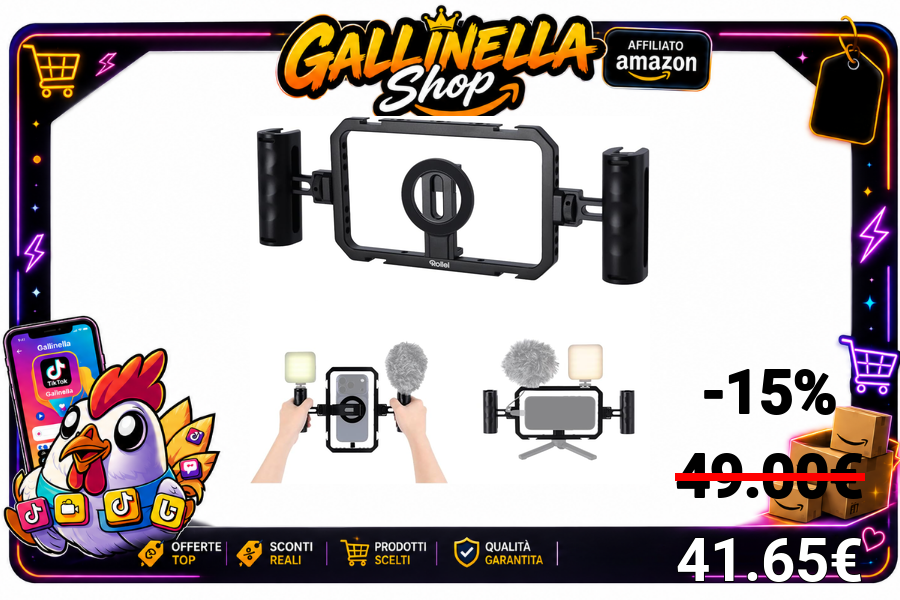 GALLINELLA
Shop
AFFILIATO
amazon
Rollei
Gallinella
TikTok
Gallinella
-15%
49.00€
41.65€
OFFERTE
TOP
SCONTI
REALI
PRODOTTI
SCELTI
QUALITÀ
GARANTITA